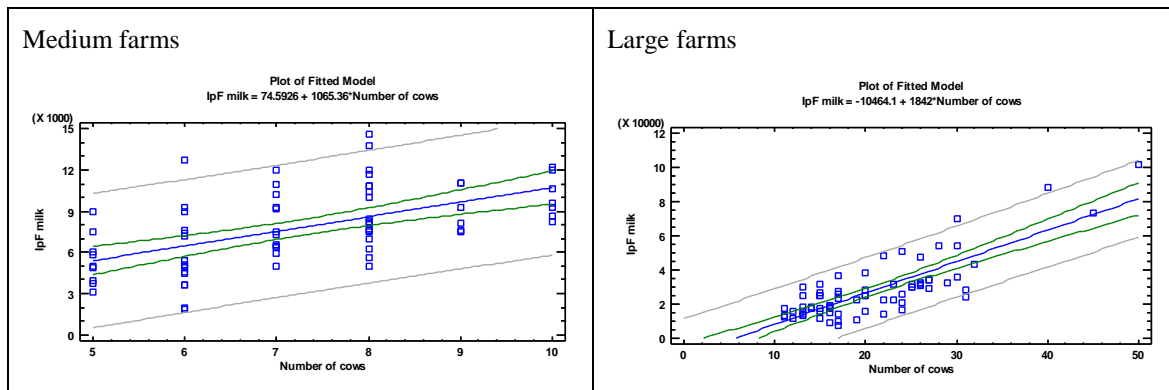 Medium farms
Plot of Fitted Model
IpF milk = 74.5926 + 1065.36*Number of cows
(X 1000)
15
12
9
6
3
0
IpF milk
5 6 7 8 9 10
Number of cows
Large farms
Plot of Fitted Model
IpF milk = -10464.1 + 1842*Number of cows
(X 10000)
12
10
8
6
4
2
0
IpF milk
0 10 20 30 40 50
Number of cows